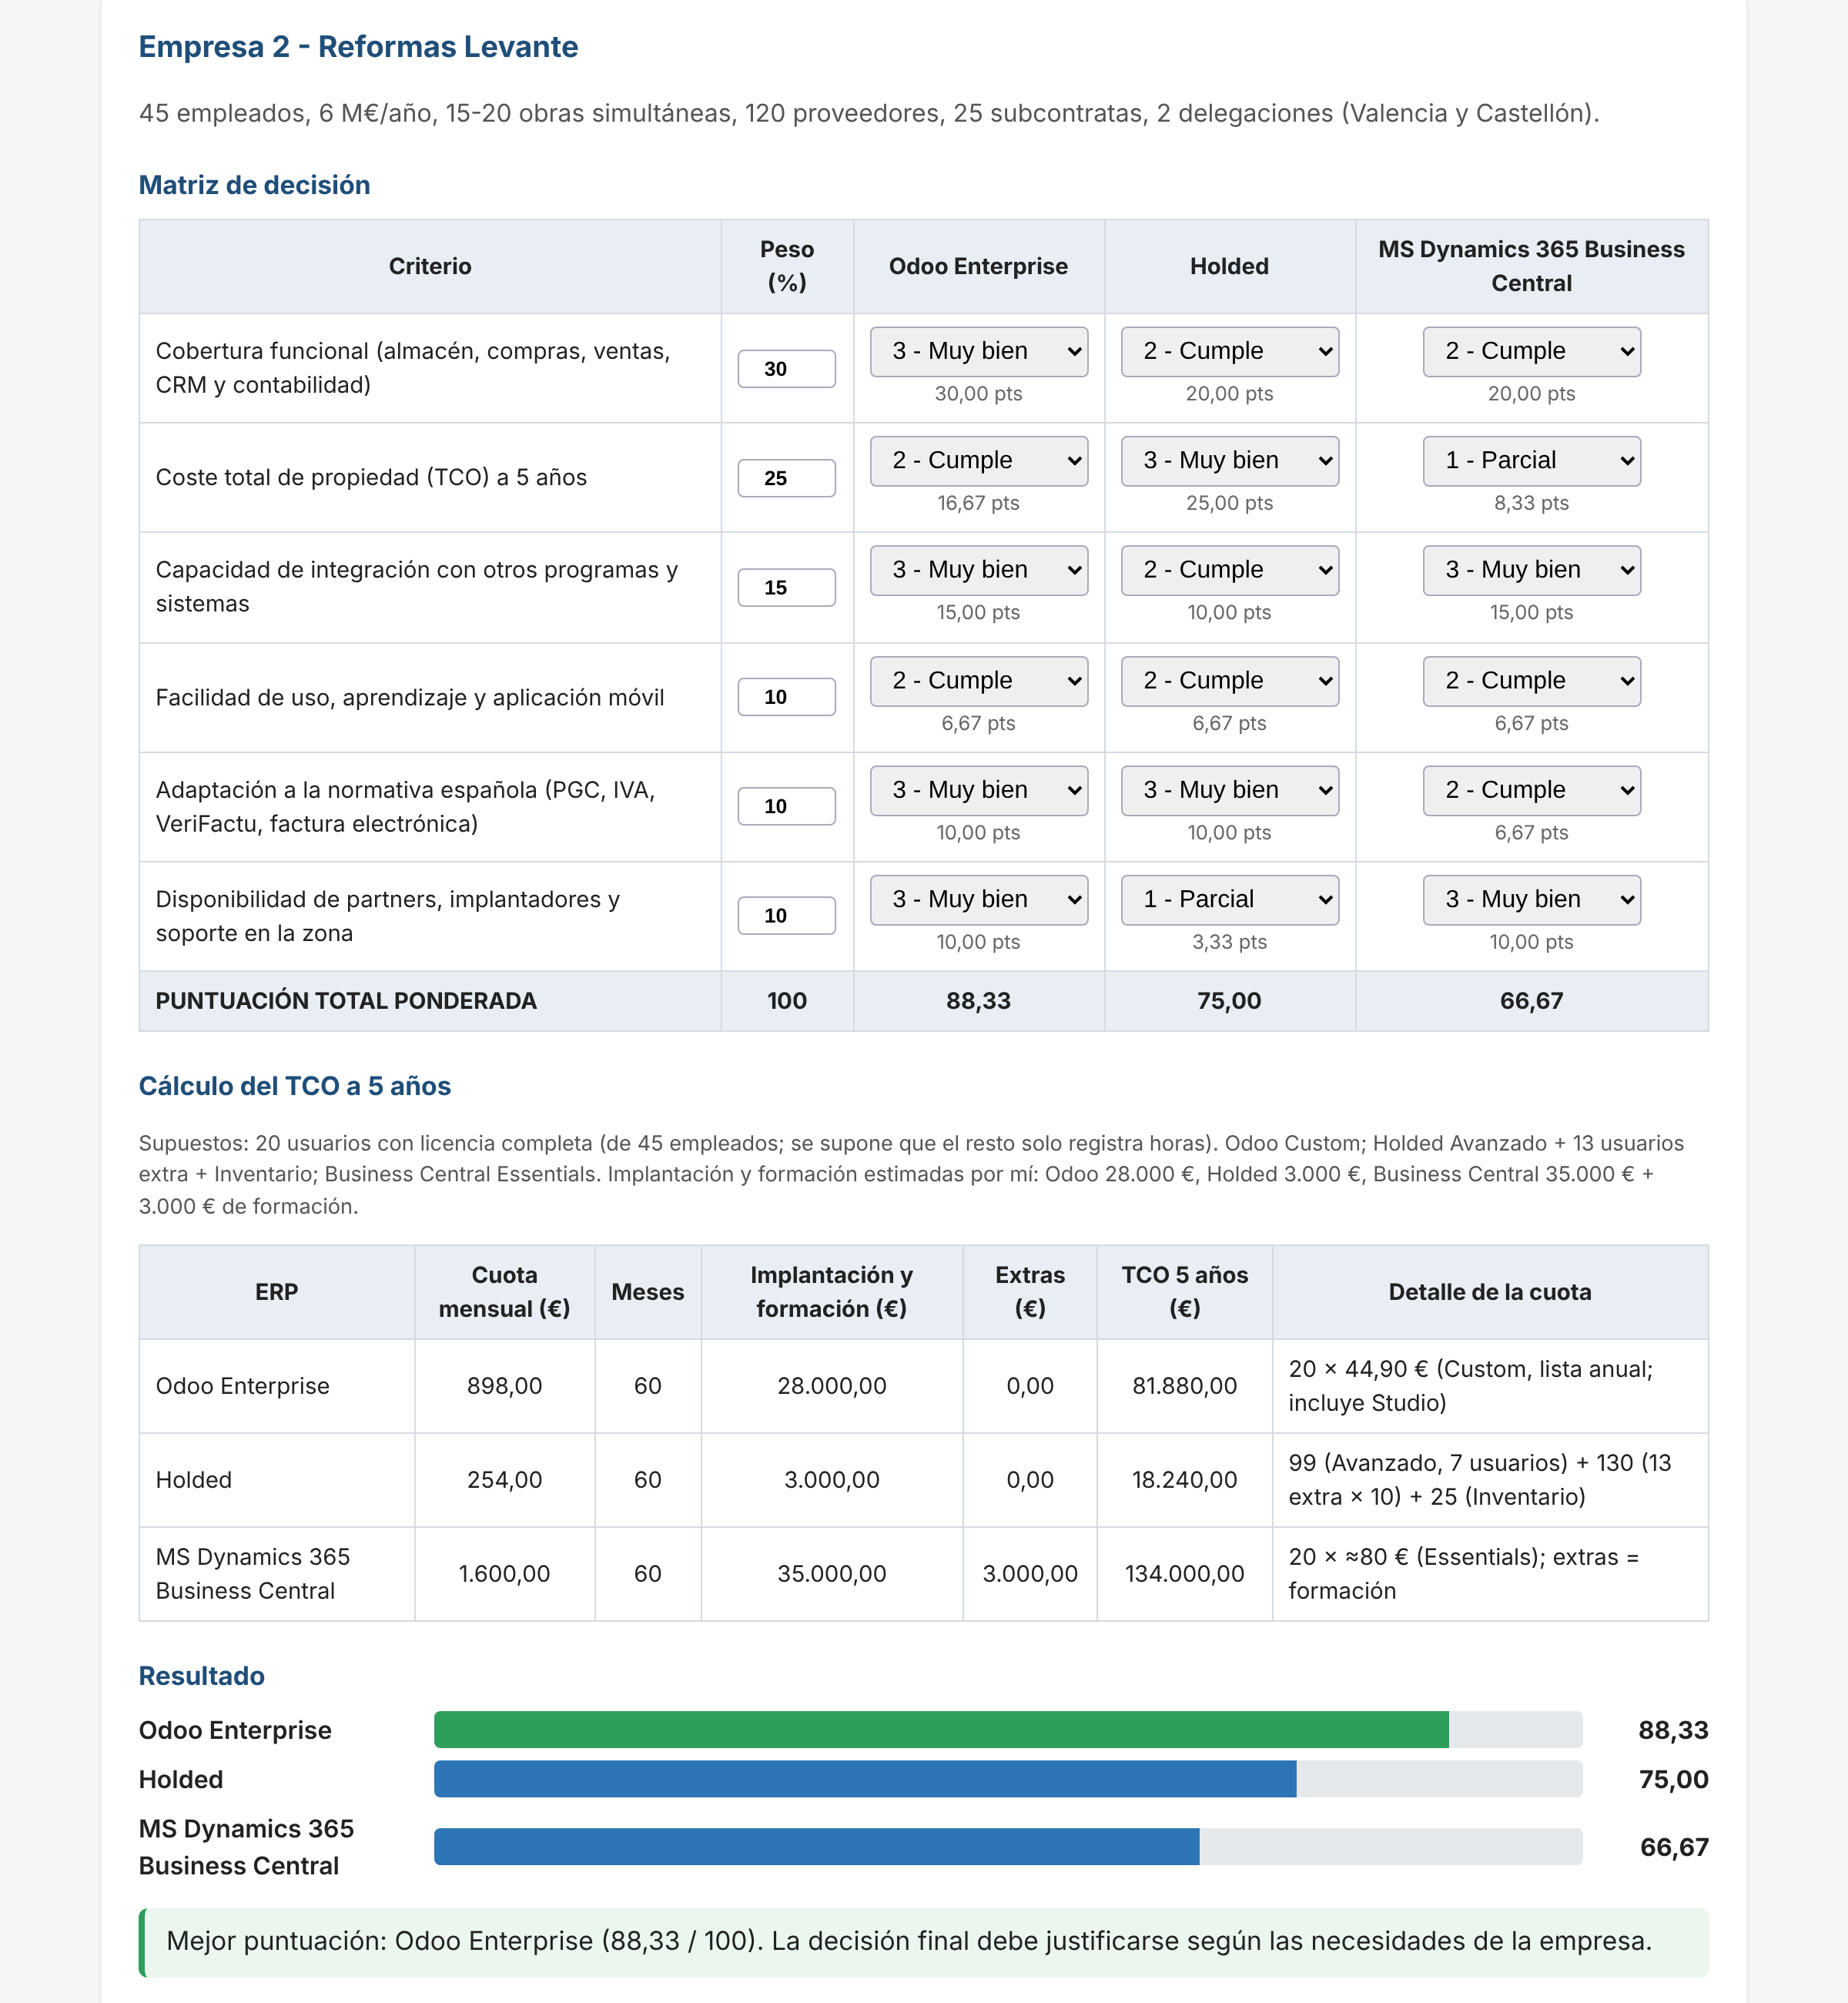 Empresa 2 - Reformas Levante
45 empleados, 6 M€/año, 15-20 obras simultáneas, 120 proveedores, 25 subcontratas, 2 delegaciones (Valencia y Castellón).
Matriz de decisión
Criterio
Peso
(%)
Odoo Enterprise
Holded
MS Dynamics 365 Business
Central
Cobertura funcional (almacén, compras, ventas,
CRM y contabilidad)
30
3 - Muy bien
30,00 pts
2 - Cumple
20,00 pts
2 - Cumple
20,00 pts
Coste total de propiedad (TCO) a 5 años
25
2 - Cumple
16,67 pts
3 - Muy bien
25,00 pts
1 - Parcial
8,33 pts
Capacidad de integración con otros programas y
sistemas
15
3 - Muy bien
15,00 pts
2 - Cumple
10,00 pts
3 - Muy bien
15,00 pts
Facilidad de uso, aprendizaje y aplicación móvil
10
2 - Cumple
6,67 pts
2 - Cumple
6,67 pts
2 - Cumple
6,67 pts
Adaptación a la normativa española (PGC, IVA,
VeriFactu, factura electrónica)
10
3 - Muy bien
10,00 pts
3 - Muy bien
10,00 pts
2 - Cumple
6,67 pts
Disponibilidad de partners, implantadores y
soporte en la zona
10
3 - Muy bien
10,00 pts
1 - Parcial
3,33 pts
3 - Muy bien
10,00 pts
PUNTUACIÓN TOTAL PONDERADA
100
88,33
75,00
66,67
Cálculo del TCO a 5 años
Supuestos: 20 usuarios con licencia completa (de 45 empleados; se supone que el resto solo registra horas). Odoo Custom; Holded Avanzado + 13 usuarios
extra + Inventario; Business Central Essentials. Implantación y formación estimadas por mí: Odoo 28.000 €, Holded 3.000 €, Business Central 35.000 € +
3.000 € de formación.
ERP
Cuota
mensual (€)
Meses
Implantación y
formación (€)
Extras
(€)
TCO 5 años
(€)
Detalle de la cuota
Odoo Enterprise
898,00
60
28.000,00
0,00
81.880,00
20 × 44,90 € (Custom, lista anual;
incluye Studio)
Holded
254,00
60
3.000,00
0,00
18.240,00
99 (Avanzado, 7 usuarios) + 130 (13
extra × 10) + 25 (Inventario)
MS Dynamics 365
Business Central
1.600,00
60
35.000,00
3.000,00
134.000,00
20 × ≈80 € (Essentials); extras =
formación
Resultado
Odoo Enterprise
88,33
Holded
75,00
MS Dynamics 365
Business Central
66,67
Mejor puntuación: Odoo Enterprise (88,33 / 100). La decisión final debe justificarse según las necesidades de la empresa.